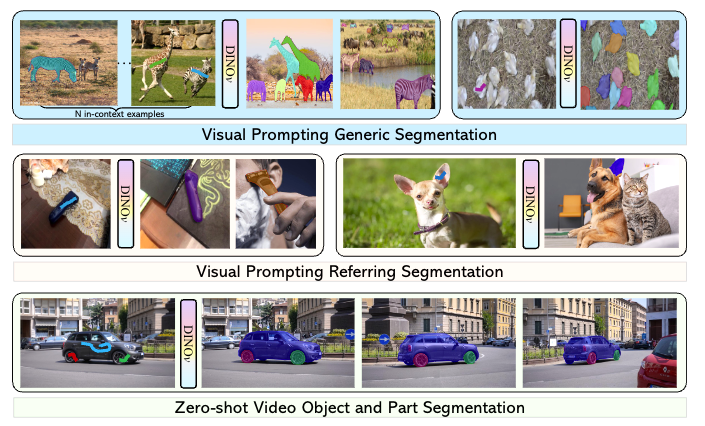 DINOv
DINOv
N in-context examples
Visual Prompting Generic Segmentation
DINOv
DINOv
Visual Prompting Referring Segmentation
DINOv
Zero-shot Video Object and Part Segmentation